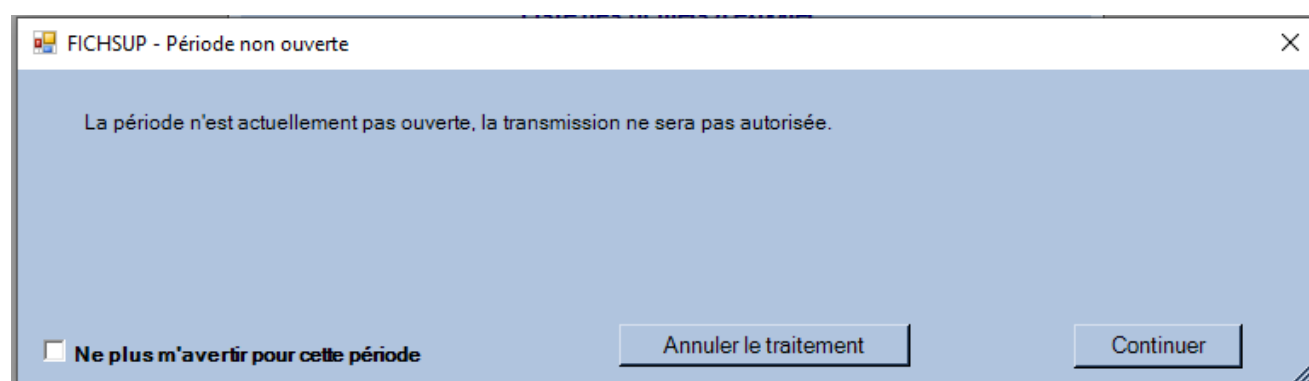 FICHSUP - Période non ouverte
La période n'est actuellement pas ouverte, la transmission ne sera pas autorisée.
Ne plus m'avertir pour cette période
Annuler le traitement
Continuer